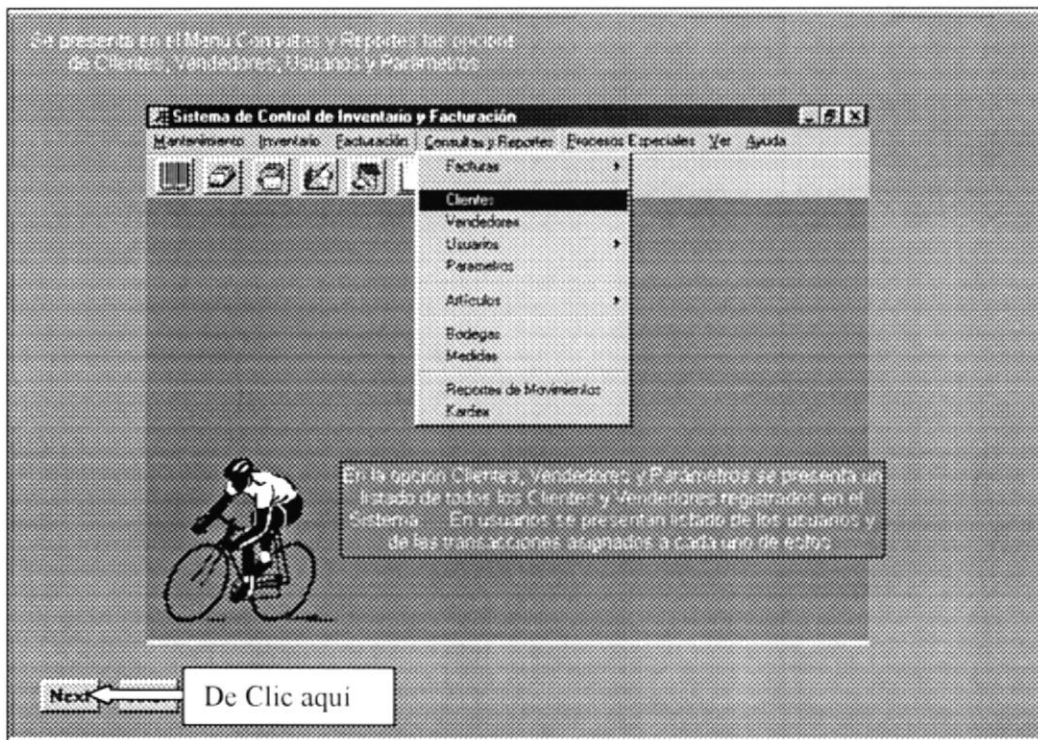 Se presenta en el Menu Consultas y Reportes las opciones
de Clientes, Vendedores, Usuarios y Parámetros
Sistema de Control de Inventario y Facturación
Mantenimiento Inventario Facturación Consultas y Reportes Procesos Especiales Ver Ayuda
Facturas
Clientes
Vendedores
Usuarios
Parametros
Artículos
Bodegas
Medidas
Reportes de Movimientos
Kardex
En la opción Clientes, Vendedores y Parámetros se presenta un
listado de todos los Clientes y Vendedores registrados en el
Sistema. En usuarios se presentan listado de los usuarios y
de las transacciones asignados a cada uno de estos
Next
De Clic aquí